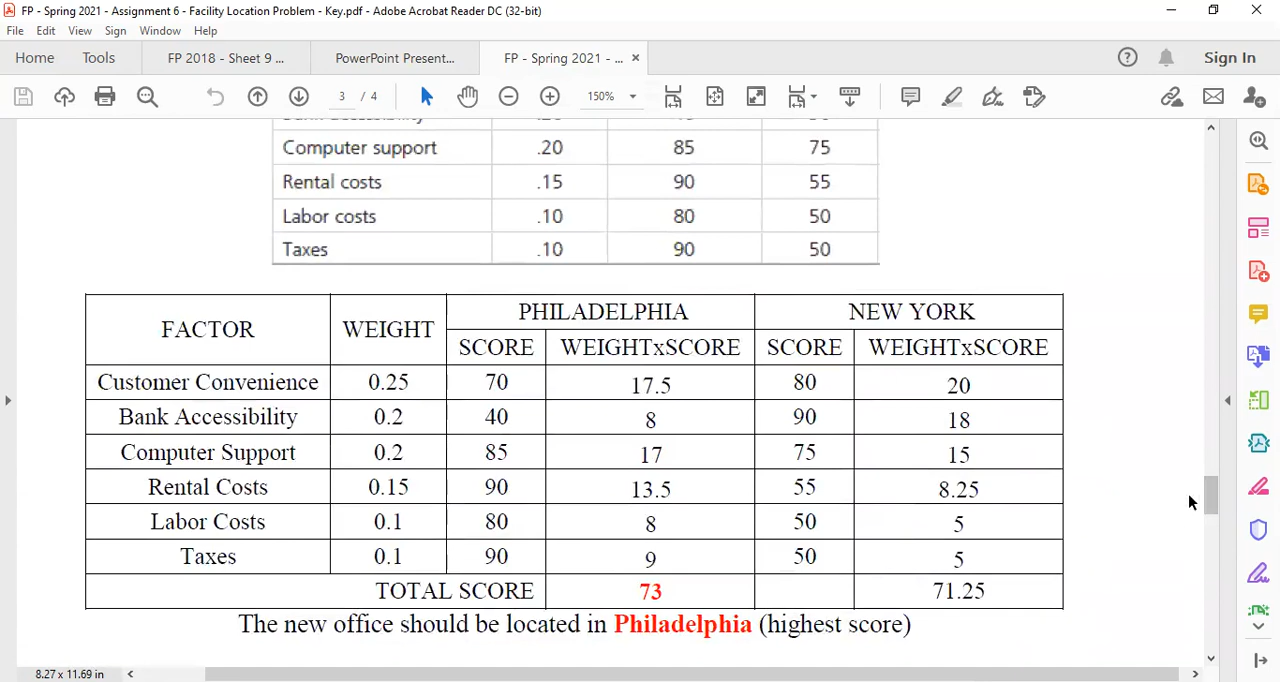 FP - Spring 2021 - Assignment 6 - Facility Location Problem - Key.pdf - Adobe Acrobat Reader DC (32-bit)
File Edit View Sign Window Help
Home Tools FP 2018 - Sheet 9 ... PowerPoint Present... FP - Spring 2021 - ... Sign In
3 / 4 150%
Computer support .20 85 75
Rental costs .15 90 55
Labor costs .10 80 50
Taxes .10 90 50
FACTOR WEIGHT PHILADELPHIA NEW YORK
SCORE WEIGHTxSCORE SCORE WEIGHTxSCORE
Customer Convenience 0.25 70 17.5 80 20
Bank Accessibility 0.2 40 8 90 18
Computer Support 0.2 85 17 75 15
Rental Costs 0.15 90 13.5 55 8.25
Labor Costs 0.1 80 8 50 5
Taxes 0.1 90 9 50 5
TOTAL SCORE 73 71.25
The new office should be located in Philadelphia (highest score)
8.27 x 11.69 in